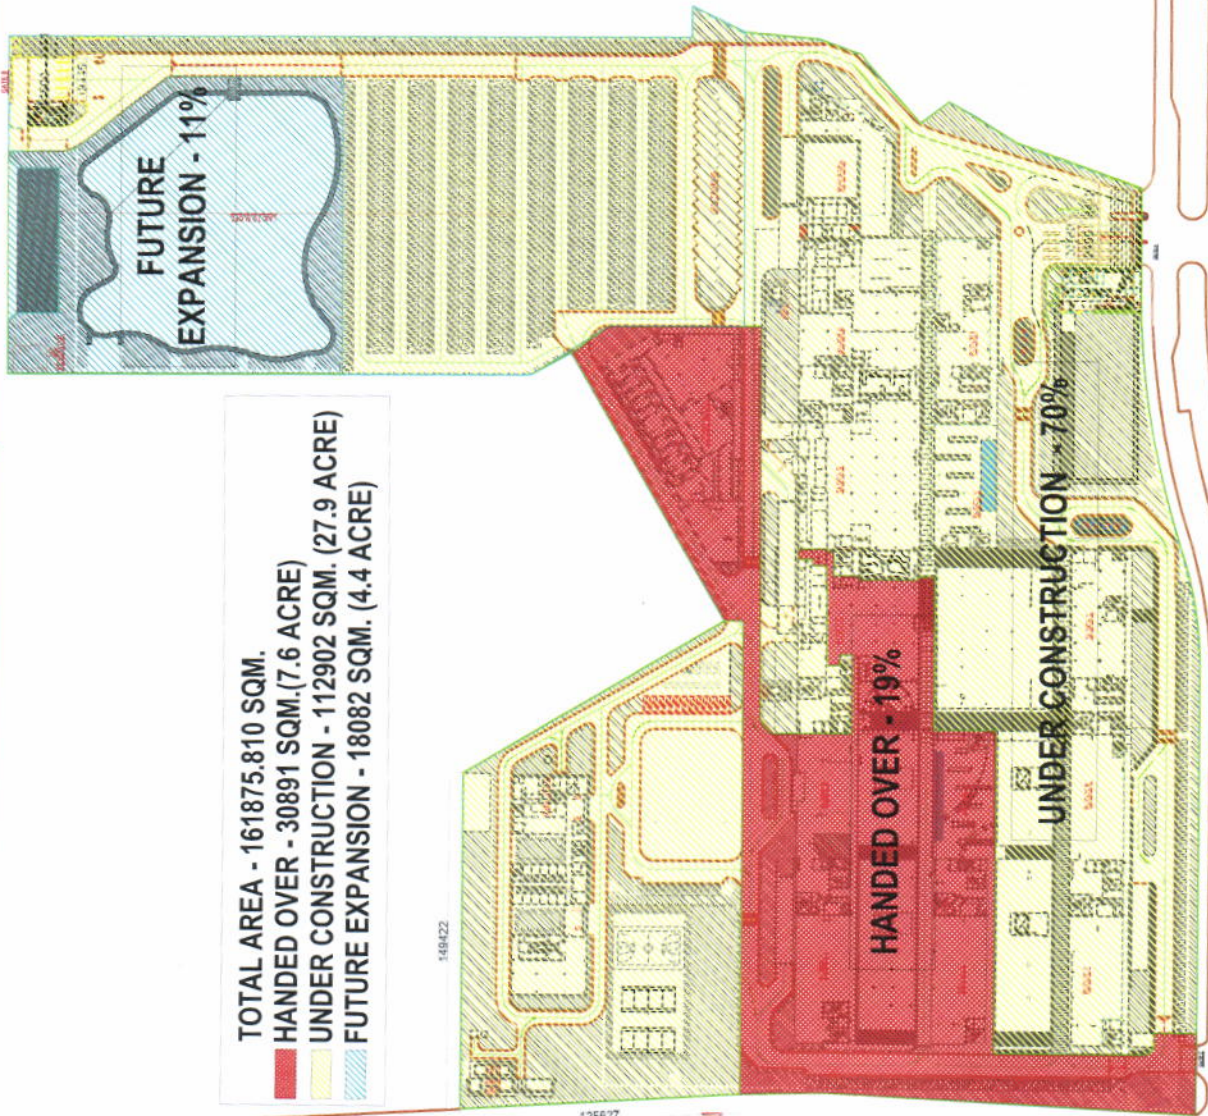 FUTURE
EXPANSION - 11%
TOTAL AREA - 161875.810 SQM.
HANDED OVER - 30891 SQM.(7.6 ACRE)
UNDER CONSTRUCTION - 112902 SQM. (27.9 ACRE)
FUTURE EXPANSION - 18082 SQM. (4.4 ACRE)
HANDED OVER - 19%
UNDER CONSTRUCTION - 70%
149422
125627